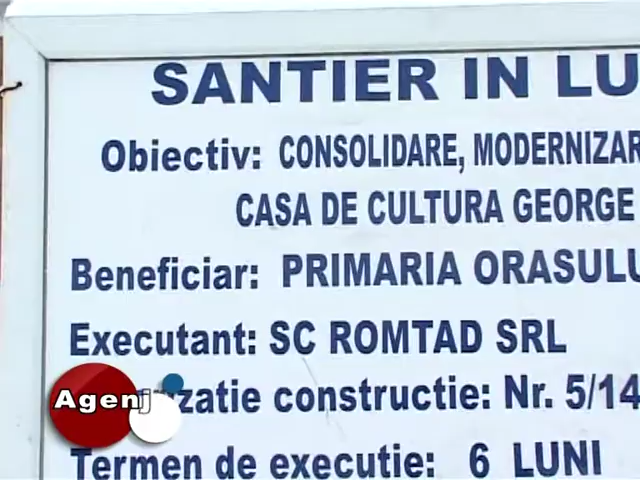 SANTIER IN LU
Obiectiv: CONSOLIDARE, MODERNIZAR
CASA DE CULTURA GEORGE
Beneficiar: PRIMARIA ORASULU
Executant: SC ROMTAD SRL
zatie constructie: Nr. 5/14
Agen
Termen de executie: 6 LUNI